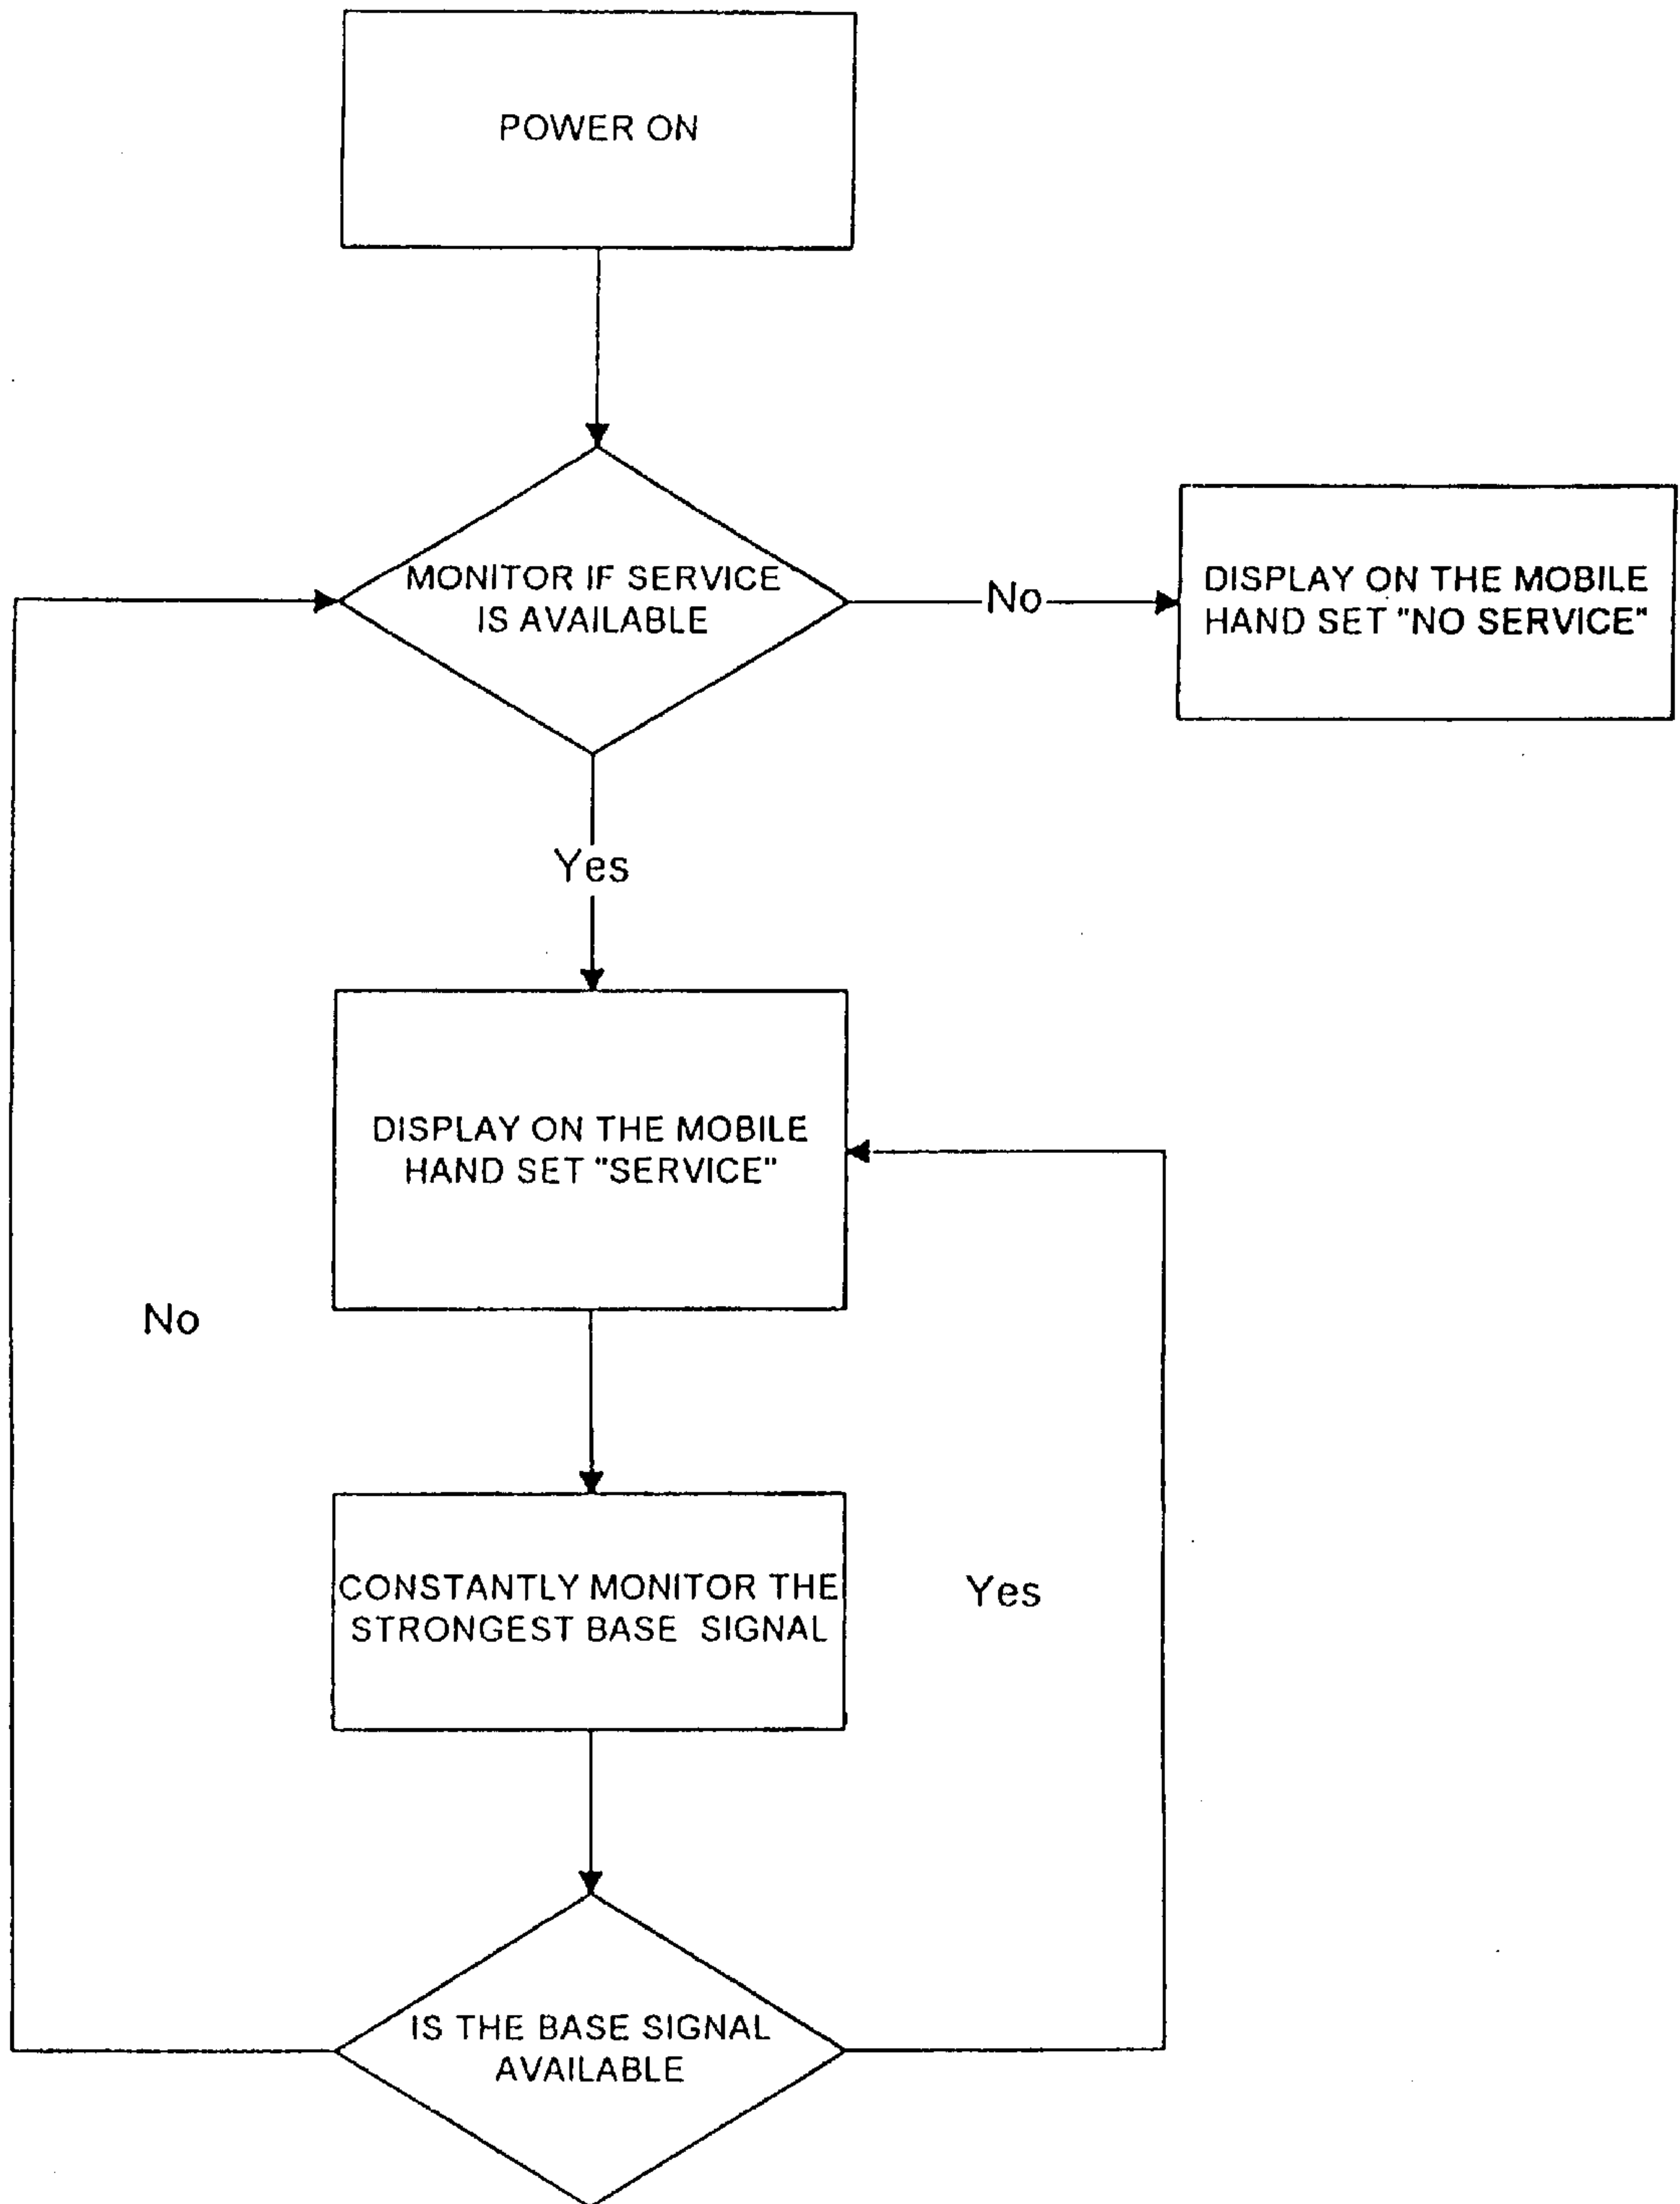 POWER ON
MONITOR IF SERVICE
IS AVAILABLE
No
DISPLAY ON THE MOBILE
HAND SET "NO SERVICE"
Yes
DISPLAY ON THE MOBILE
HAND SET "SERVICE"
No
CONSTANTLY MONITOR THE
STRONGEST BASE SIGNAL
Yes
IS THE BASE SIGNAL
AVAILABLE